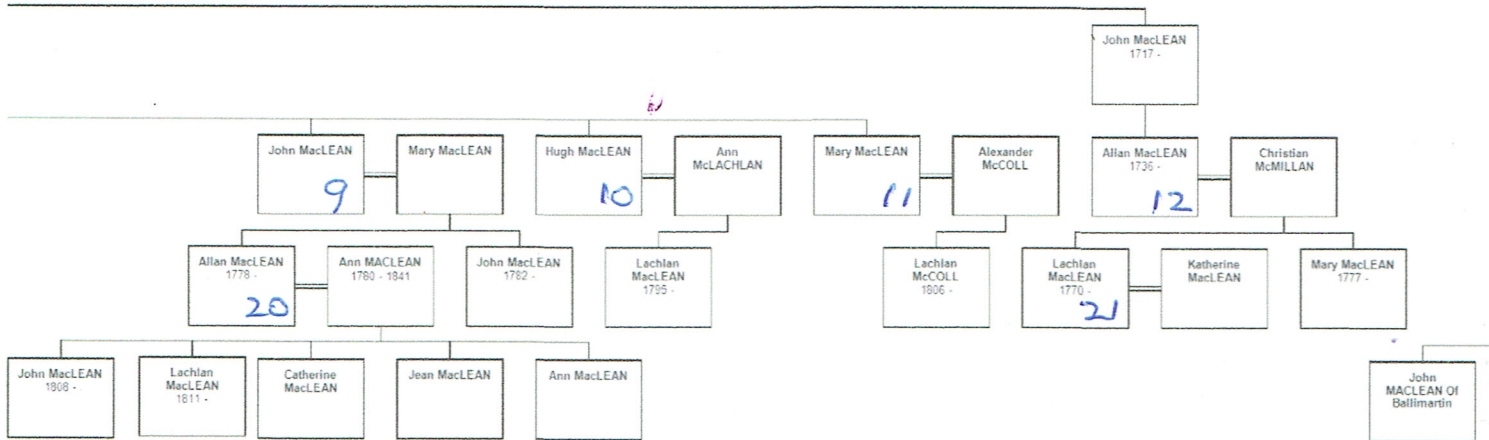 John MacLEAN
1717 -
John MacLEAN
9
Mary MacLEAN
Hugh MacLEAN
10
Ann
McLACHLAN
Mary MacLEAN
11
Alexander
McCOLL
Allan MacLEAN
1736 -
12
Christian
McMILLAN
Allan MacLEAN
1778 -
20
Ann MACLEAN
1780 - 1841
John MacLEAN
1782 -
Lachlan
MacLEAN
1795 -
Lachlan
McCOLL
1806 -
Lachlan
MacLEAN
1770 -
21
Katherine
MacLEAN
Mary MacLEAN
1777 -
John MacLEAN
1808 -
Lachlan
MacLEAN
1811 -
Catherine
MacLEAN
Jean MacLEAN
Ann MacLEAN
John
MACLEAN Of
Ballimartin